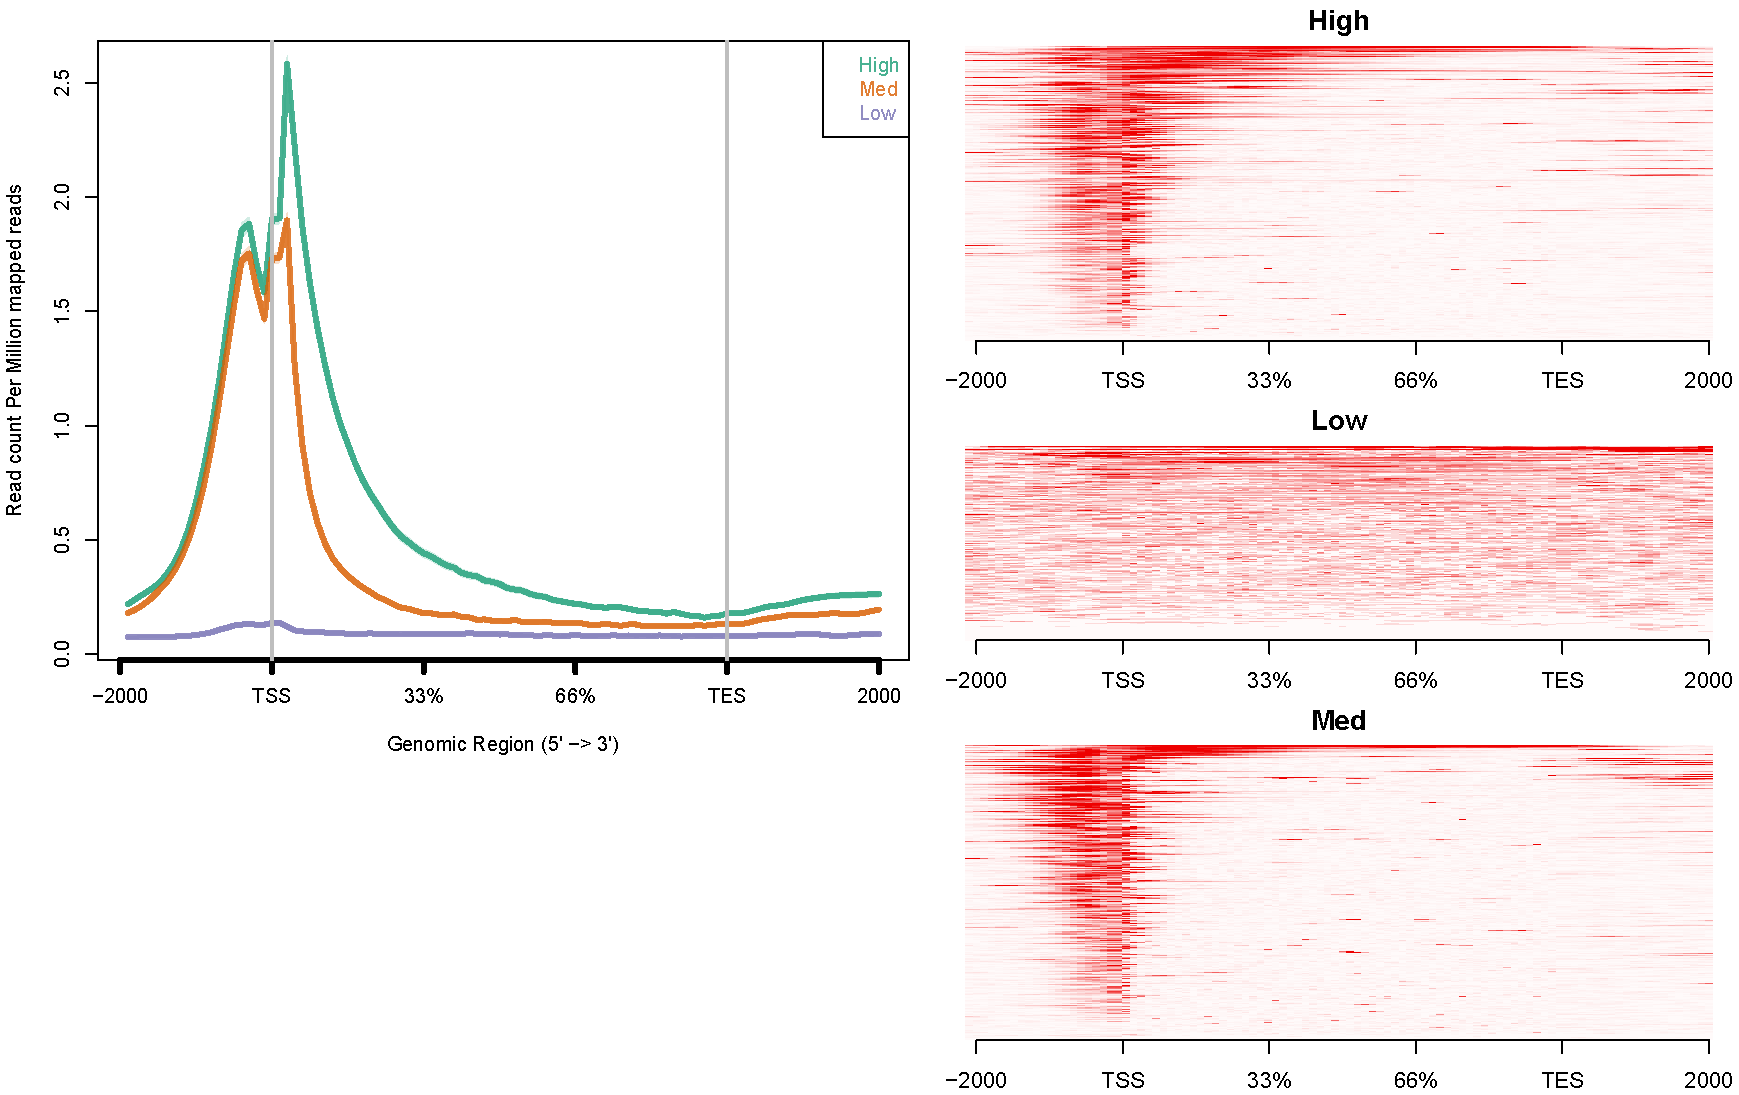 High
Med
Low
2.5
2.0
1.5
1.0
0.5
0.0
Read count Per Million mapped reads
−2000 TSS 33% 66% TES 2000
Genomic Region (5' −> 3')
High
−2000 TSS 33% 66% TES 2000
Low
−2000 TSS 33% 66% TES 2000
Med
−2000 TSS 33% 66% TES 2000